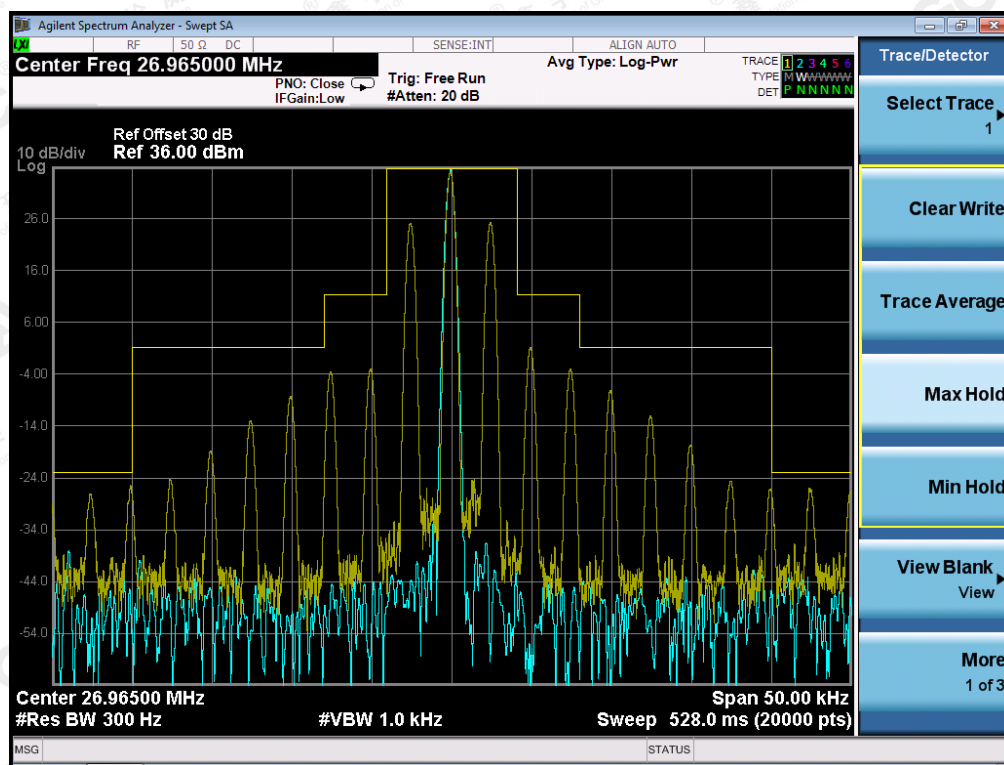 Agilent Spectrum Analyzer - Swept SA
LXI RF 50 Ω DC SENSE:INT ALIGN AUTO
Center Freq 26.965000 MHz
PNO: Close
IFGain:Low
Trig: Free Run
#Atten: 20 dB
Avg Type: Log-Pwr
TRACE 1 2 3 4 5 6
TYPE M W W W W W
DET P N N N N N
Ref Offset 30 dB
10 dB/div Ref 36.00 dBm
Log
26.0
16.0
6.00
-4.00
-14.0
-24.0
-34.0
-44.0
-54.0
Center 26.96500 MHz Span 50.00 kHz
#Res BW 300 Hz #VBW 1.0 kHz Sweep 528.0 ms (20000 pts)
MSG STATUS
Trace/Detector
Select Trace
1
Clear Write
Trace Average
Max Hold
Min Hold
View Blank
View
More
1 of 3